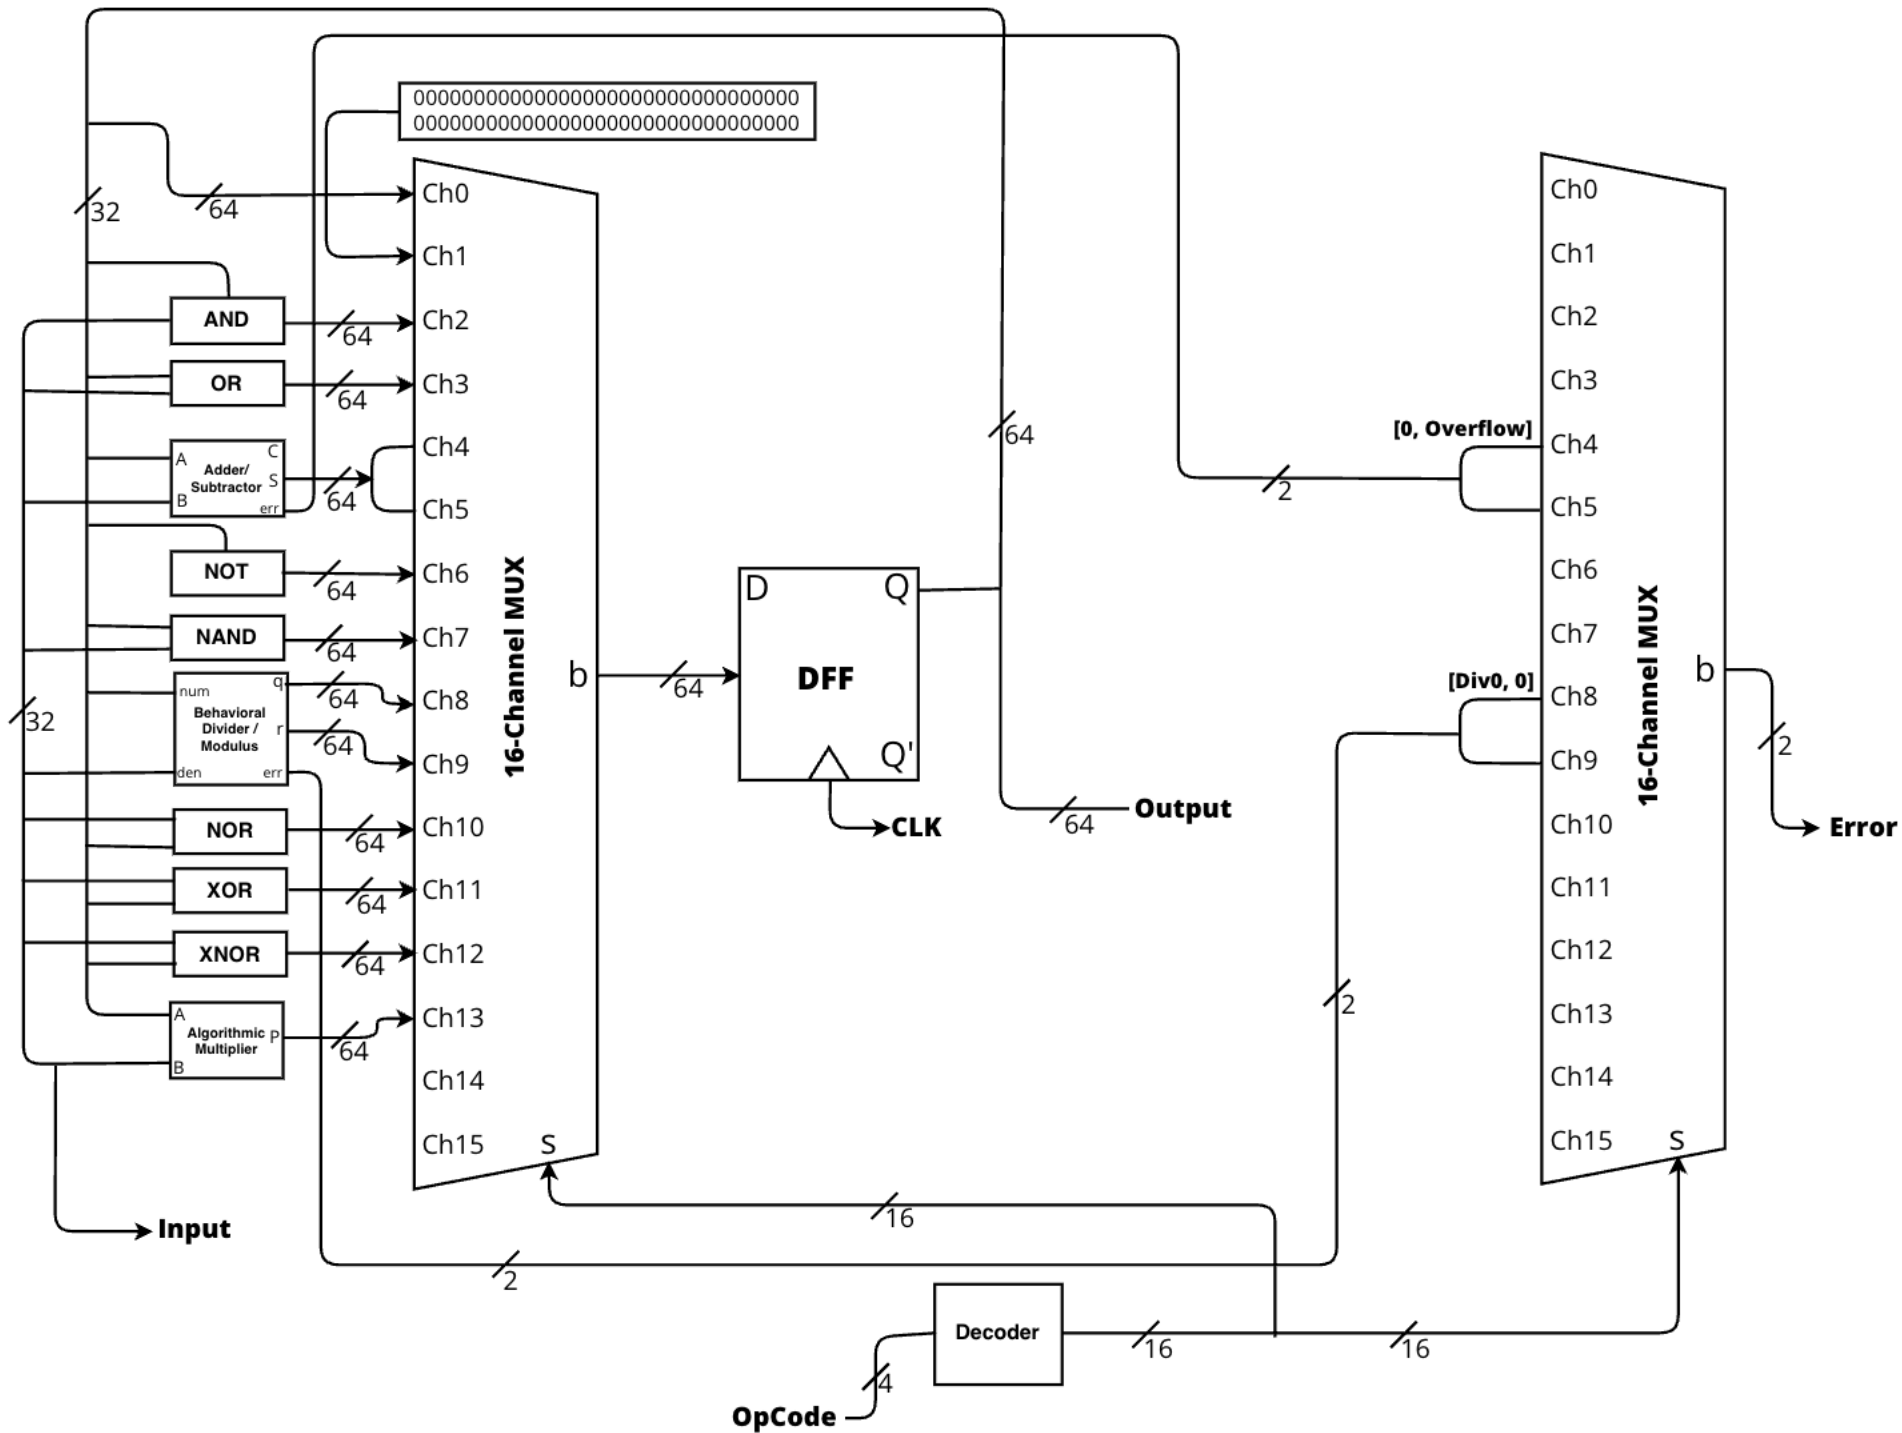 00000000000000000000000000000000
00000000000000000000000000000000
Ch0
64
32
Ch1
AND
64
Ch2
OR
64
Ch3
A
B
Adder/
Subtractor
C
S
err
64
Ch4
Ch5
NOT
64
Ch6
NAND
64
Ch7
num
den
Behavioral
Divider /
Modulus
q
r
err
64
Ch8
64
Ch9
32
NOR
64
Ch10
XOR
64
Ch11
XNOR
64
Ch12
A
B
Algorithmic
Multiplier
P
64
Ch13
Ch14
Ch15
S
16-Channel MUX
b
64
D
Q
DFF
Q'
CLK
64
64
Output
Input
2
16
Decoder
4
OpCode
16
16
2
2
[0, Overflow]
[Div0, 0]
Ch0
Ch1
Ch2
Ch3
Ch4
Ch5
Ch6
Ch7
Ch8
Ch9
Ch10
Ch11
Ch12
Ch13
Ch14
Ch15
S
16-Channel MUX
b
2
Error